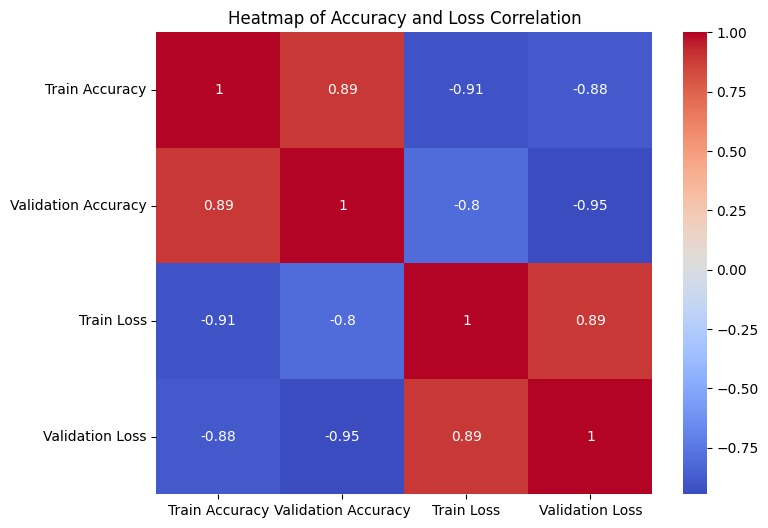 Heatmap of Accuracy and Loss Correlation
Train Accuracy 1 0.89 -0.91 -0.88
Validation Accuracy 0.89 1 -0.8 -0.95
Train Loss -0.91 -0.8 1 0.89
Validation Loss -0.88 -0.95 0.89 1
Train Accuracy Validation Accuracy Train Loss Validation Loss
1.00
0.75
0.50
0.25
0.00
−0.25
−0.50
−0.75